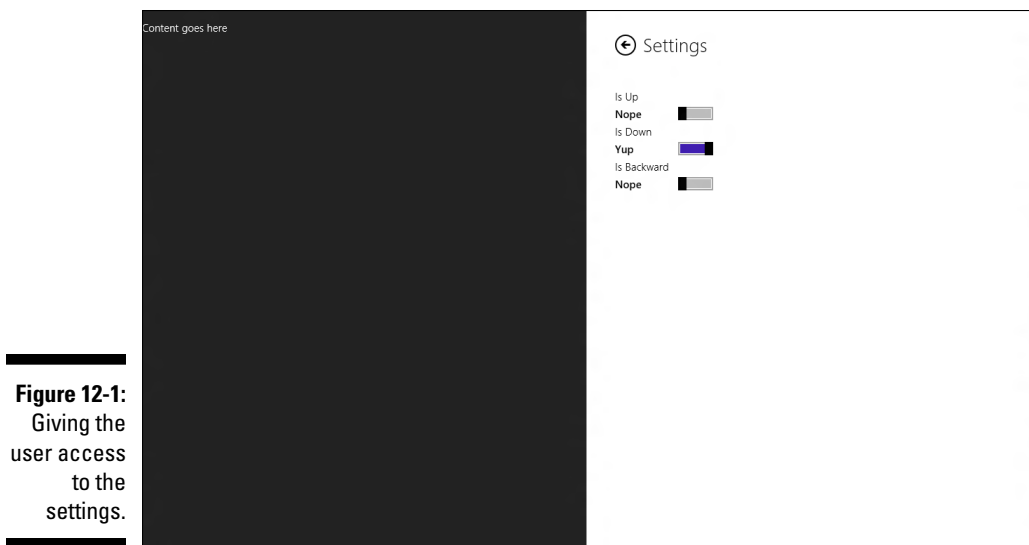 Content goes here
Settings
Is Up
Nope
Is Down
Yup
Is Backward
Nope
Figure 12-1:
Giving the
user access
to the
settings.